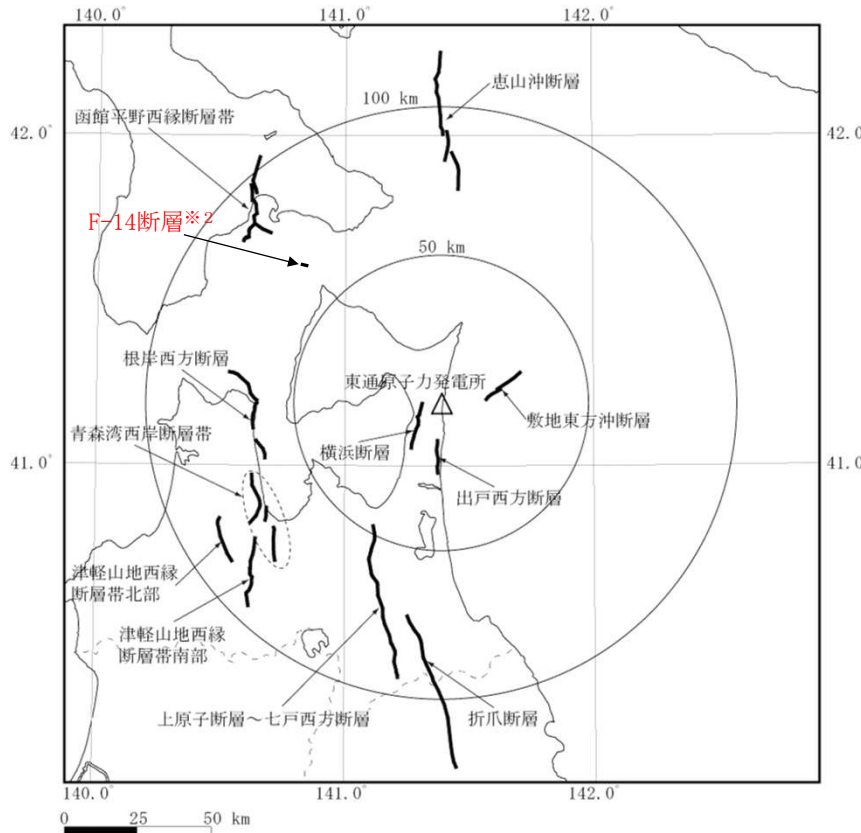 140.0°
141.0°
142.0°
恵山沖断層
100 km
函館平野西縁断層帯
42.0°
42.0°
F-14断層※2
50 km
根岸西方断層
東通原子力発電所
青森湾西岸断層帯
敷地東方沖断層
横浜断層
41.0°
41.0°
出戸西方断層
津軽山地西縁
断層帯北部
津軽山地西縁
断層帯南部
上原子断層～七戸西方断層
折爪断層
140.0°
141.0°
142.0°
0 25 50 km